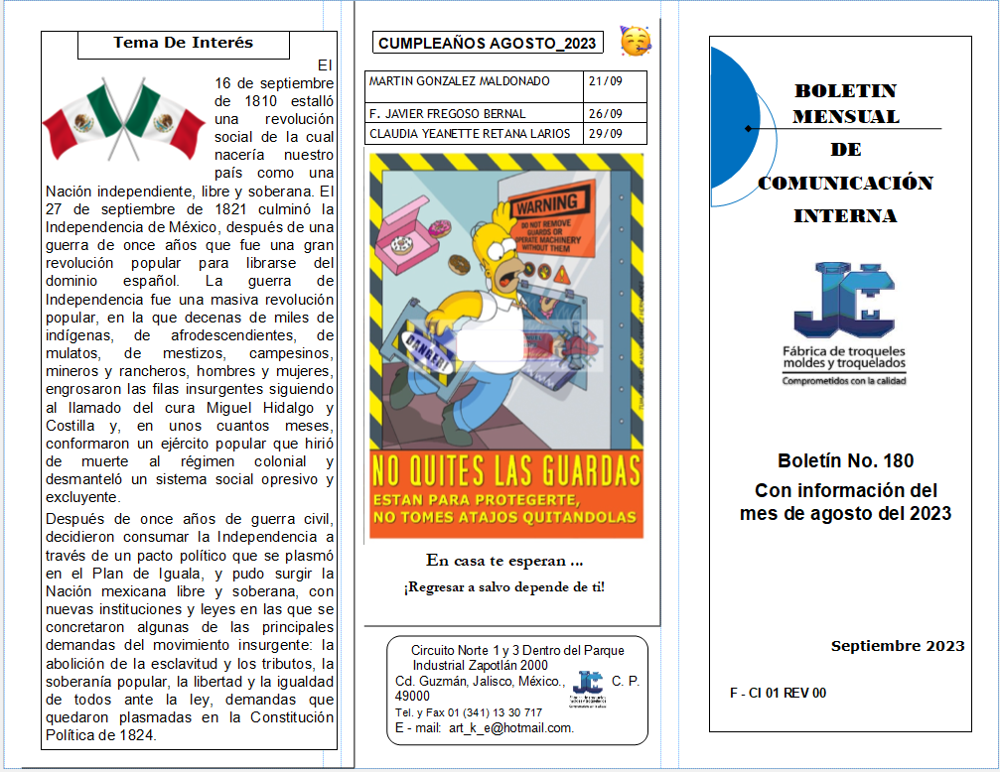 Tema De Interés
El
16 de septiembre
de 1810 estalló
una revolución
social de la cual
nacería nuestro
país como una
Nación independiente, libre y soberana. El
27 de septiembre de 1821 culminó la
Independencia de México, después de una
guerra de once años que fue una gran
revolución popular para librarse del
dominio español. La guerra de
Independencia fue una masiva revolución
popular, en la que decenas de miles de
indígenas, de afrodescendientes, de
mulatos, de mestizos, campesinos,
mineros y rancheros, hombres y mujeres,
engrosaron las filas insurgentes siguiendo
al llamado del cura Miguel Hidalgo y
Costilla y, en unos cuantos meses,
conformaron un ejército popular que hirió
de muerte al régimen colonial y
desmanteló un sistema social opresivo y
excluyente.
Después de once años de guerra civil,
decidieron consumar la Independencia a
través de un pacto político que se plasmó
en el Plan de Iguala, y pudo surgir la
Nación mexicana libre y soberana, con
nuevas instituciones y leyes en las que se
concretaron algunas de las principales
demandas del movimiento insurgente: la
abolición de la esclavitud y los tributos, la
soberanía popular, la libertad y la igualdad
de todos ante la ley, demandas que
quedaron plasmadas en la Constitución
Política de 1824.
CUMPLEAÑOS AGOSTO_2023
MARTIN GONZALEZ MALDONADO 21/09
F. JAVIER FREGOSO BERNAL 26/09
CLAUDIA YEANETTE RETANA LARIOS 29/09
WARNING
DO NOT REMOVE
GUARDS OR
OPERATE MACHINERY
WITHOUT THEM
DANGER!
NO QUITES LAS GUARDAS
ESTAN PARA PROTEGERTE,
NO TOMES ATAJOS QUITANDOLAS
En casa te esperan ...
¡Regresar a salvo depende de ti!
Circuito Norte 1 y 3 Dentro del Parque
Industrial Zapotlán 2000
Cd. Guzmán, Jalisco, México., C. P.
49000
Tel. y Fax 01 (341) 13 30 717
E - mail: art_k_e@hotmail.com.
BOLETIN
MENSUAL
DE
COMUNICACIÓN
INTERNA
Fábrica de troqueles
moldes y troquelados
Comprometidos con la calidad
Boletín No. 180
Con información del
mes de agosto del 2023
Septiembre 2023
F - CI 01 REV 00